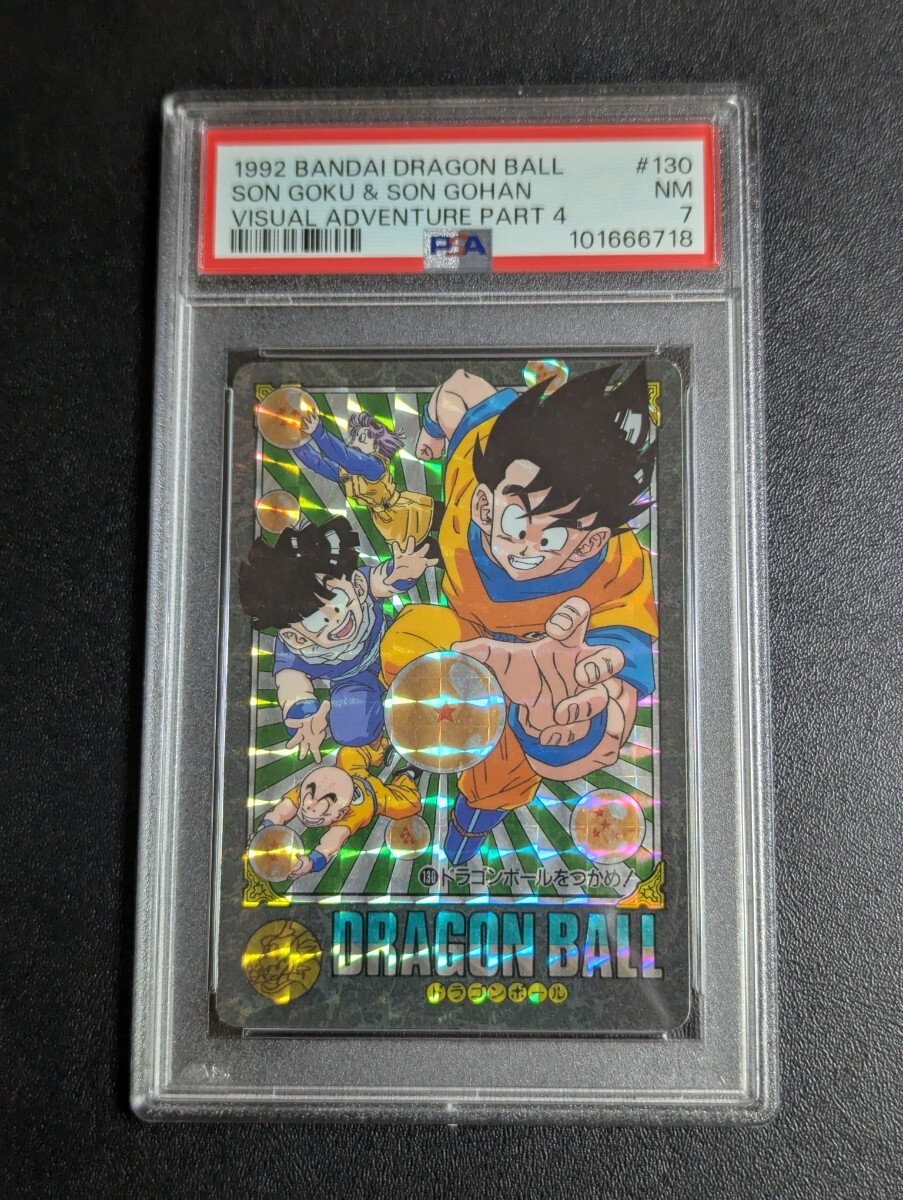 1992 BANDAI DRAGON BALL #130
SON GOKU & SON GOHAN NM
VISUAL ADVENTURE PART 4 7
PSA 101666718
130 ドラゴンボールをつかめ!
DRAGON BALL
ドラゴンボール